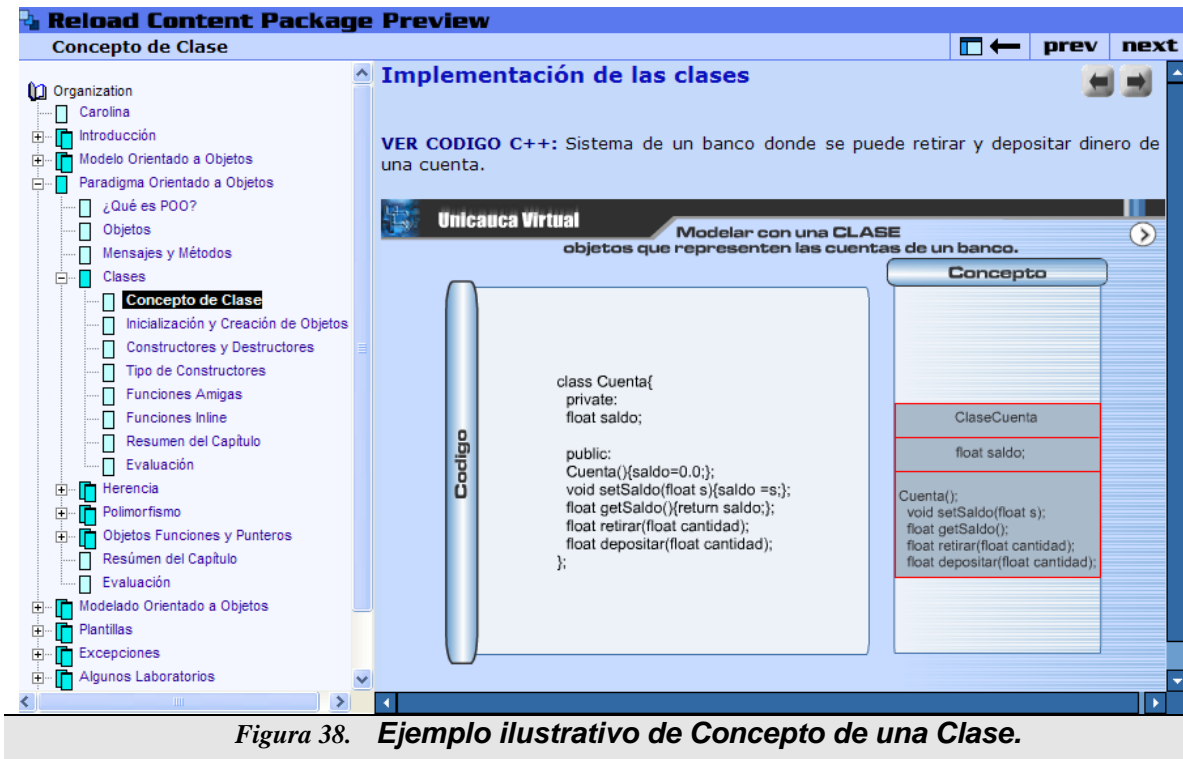 Reload Content Package Preview
Concepto de Clase
prev next
Organization
Carolina
Introducción
Modelo Orientado a Objetos
Paradigma Orientado a Objetos
¿Qué es POO?
Objetos
Mensajes y Métodos
Clases
Concepto de Clase
Inicialización y Creación de Objetos
Constructores y Destructores
Tipo de Constructores
Funciones Amigas
Funciones Inline
Resumen del Capítulo
Evaluación
Herencia
Polimorfismo
Objetos Funciones y Punteros
Resúmen del Capítulo
Evaluación
Modelado Orientado a Objetos
Plantillas
Excepciones
Algunos Laboratorios
Implementación de las clases
VER CODIGO C++: Sistema de un banco donde se puede retirar y depositar dinero de
una cuenta.
Unicauca Virtual
Modelar con una CLASE
objetos que representen las cuentas de un banco.
Codigo
class Cuenta{
private:
float saldo;
public:
Cuenta(){saldo=0.0;};
void setSaldo(float s){saldo =s;};
float getSaldo(){return saldo;};
float retirar(float cantidad);
float depositar(float cantidad);
};
Concepto
ClaseCuenta
float saldo;
Cuenta();
void setSaldo(float s);
float getSaldo();
float retirar(float cantidad);
float depositar(float cantidad);
Figura 38. Ejemplo ilustrativo de Concepto de una Clase.